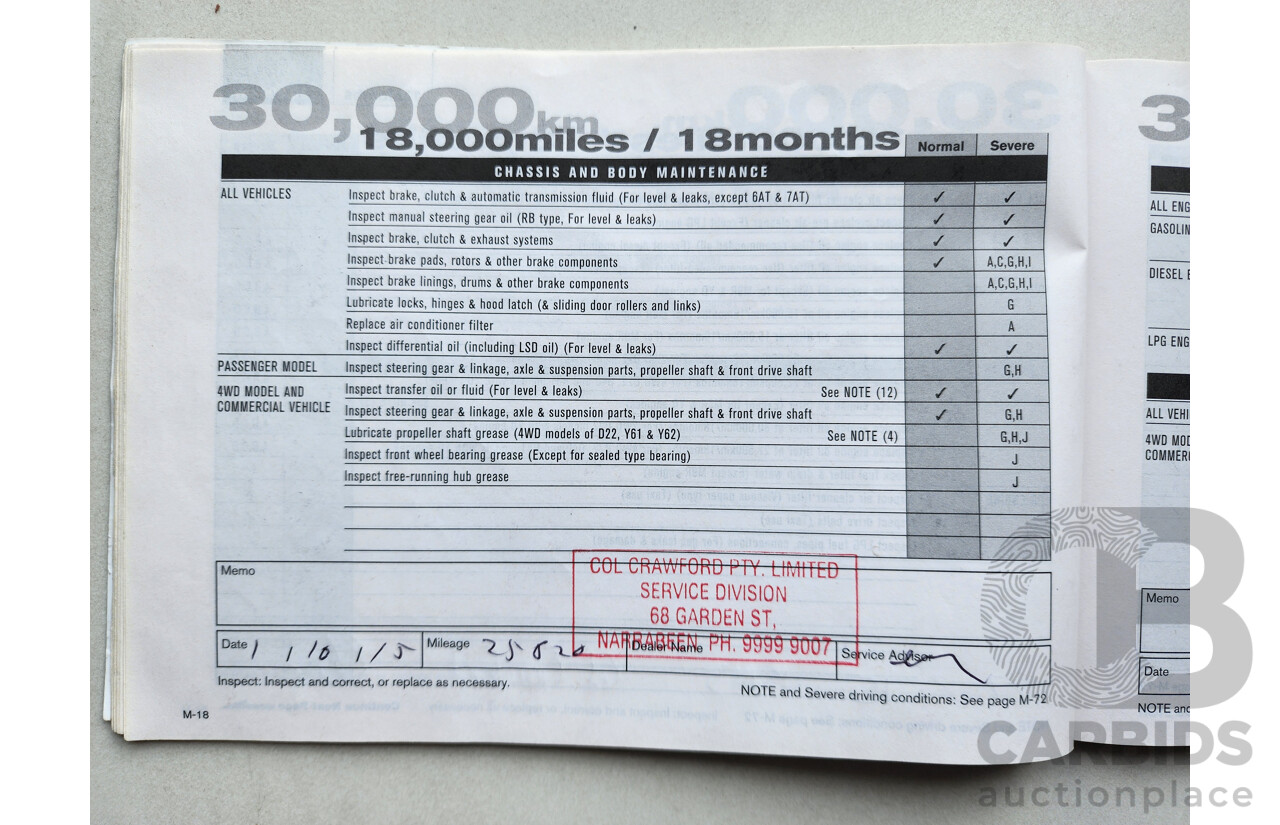 30,000km
18,000miles / 18months
Normal Severe
CHASSIS AND BODY MAINTENANCE
ALL VEHICLES Inspect brake, clutch & automatic transmission fluid (For level & leaks, except 6AT & 7AT) ✓ ✓
Inspect manual steering gear oil (RB type, For level & leaks) ✓ ✓
Inspect brake, clutch & exhaust systems ✓ ✓
Inspect brake pads, rotors & other brake components ✓ A,C,G,H,I
Inspect brake linings, drums & other brake components A,C,G,H,I
Lubricate locks, hinges & hood latch (& sliding door rollers and links) G
Replace air conditioner filter A
Inspect differential oil (including LSD oil) (For level & leaks) ✓ ✓
PASSENGER MODEL Inspect steering gear & linkage, axle & suspension parts, propeller shaft & front drive shaft G,H
4WD MODEL AND Inspect transfer oil or fluid (For level & leaks) See NOTE (12) ✓ ✓
COMMERCIAL VEHICLE Inspect steering gear & linkage, axle & suspension parts, propeller shaft & front drive shaft ✓ G,H
Lubricate propeller shaft grease (4WD models of D22, Y61 & Y62) See NOTE (4) G,H,J
Inspect front wheel bearing grease (Except for sealed type bearing) J
Inspect free-running hub grease J
Memo
COL CRAWFORD PTY. LIMITED
SERVICE DIVISION
68 GARDEN ST,
NARRABEEN. PH. 9999 9007
Date 1 / 10 / 15 Mileage 25820 Dealer Name Service Advisor
Inspect: Inspect and correct, or replace as necessary.
NOTE and Severe driving conditions: See page M-72
M-18
3
ALL ENG
GASOLIN
DIESEL E
LPG ENG
ALL VEHI
4WD MOD
COMMERC
Memo
Date
NOTE and
CARBIDS
auctionplace